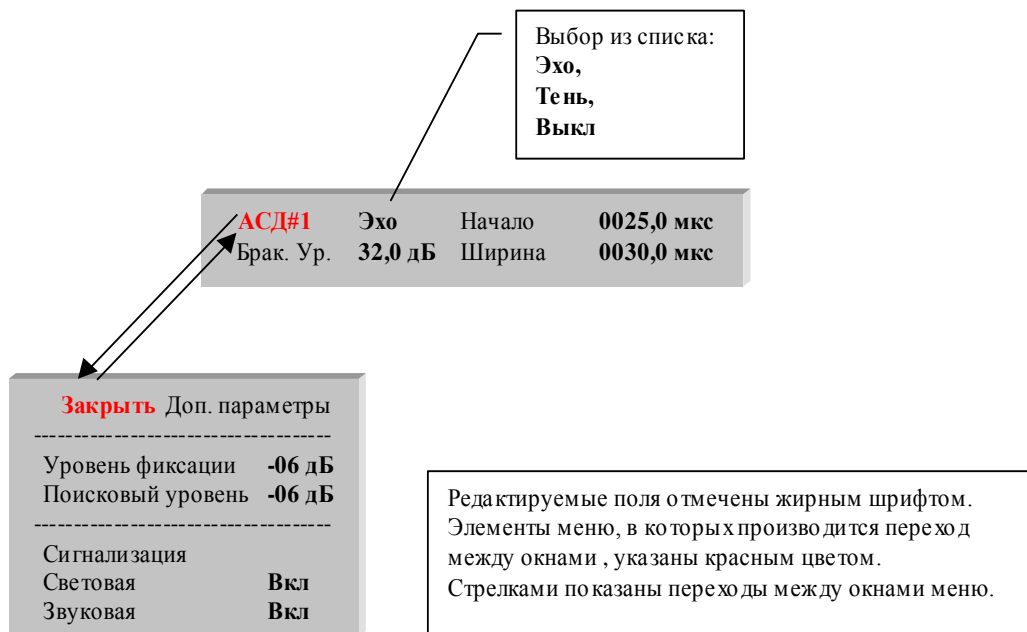 Выбор из списка:
Эхо,
Тень,
Выкл
АСД#1 Эхо Начало 0025,0 мкс
Брак. Ур. 32,0 дБ Ширина 0030,0 мкс
Закрыть Доп. параметры
--------------------------------------
Уровень фиксации -06 дБ
Поисковый уровень -06 дБ
--------------------------------------
Сигнализация
Световая Вкл
Звуковая Вкл
Редактируемые поля отмечены жирным шрифтом.
Элементы меню, в которых производится переход
между окнами , указаны красным цветом.
Стрелками показаны переходы между окнами меню.